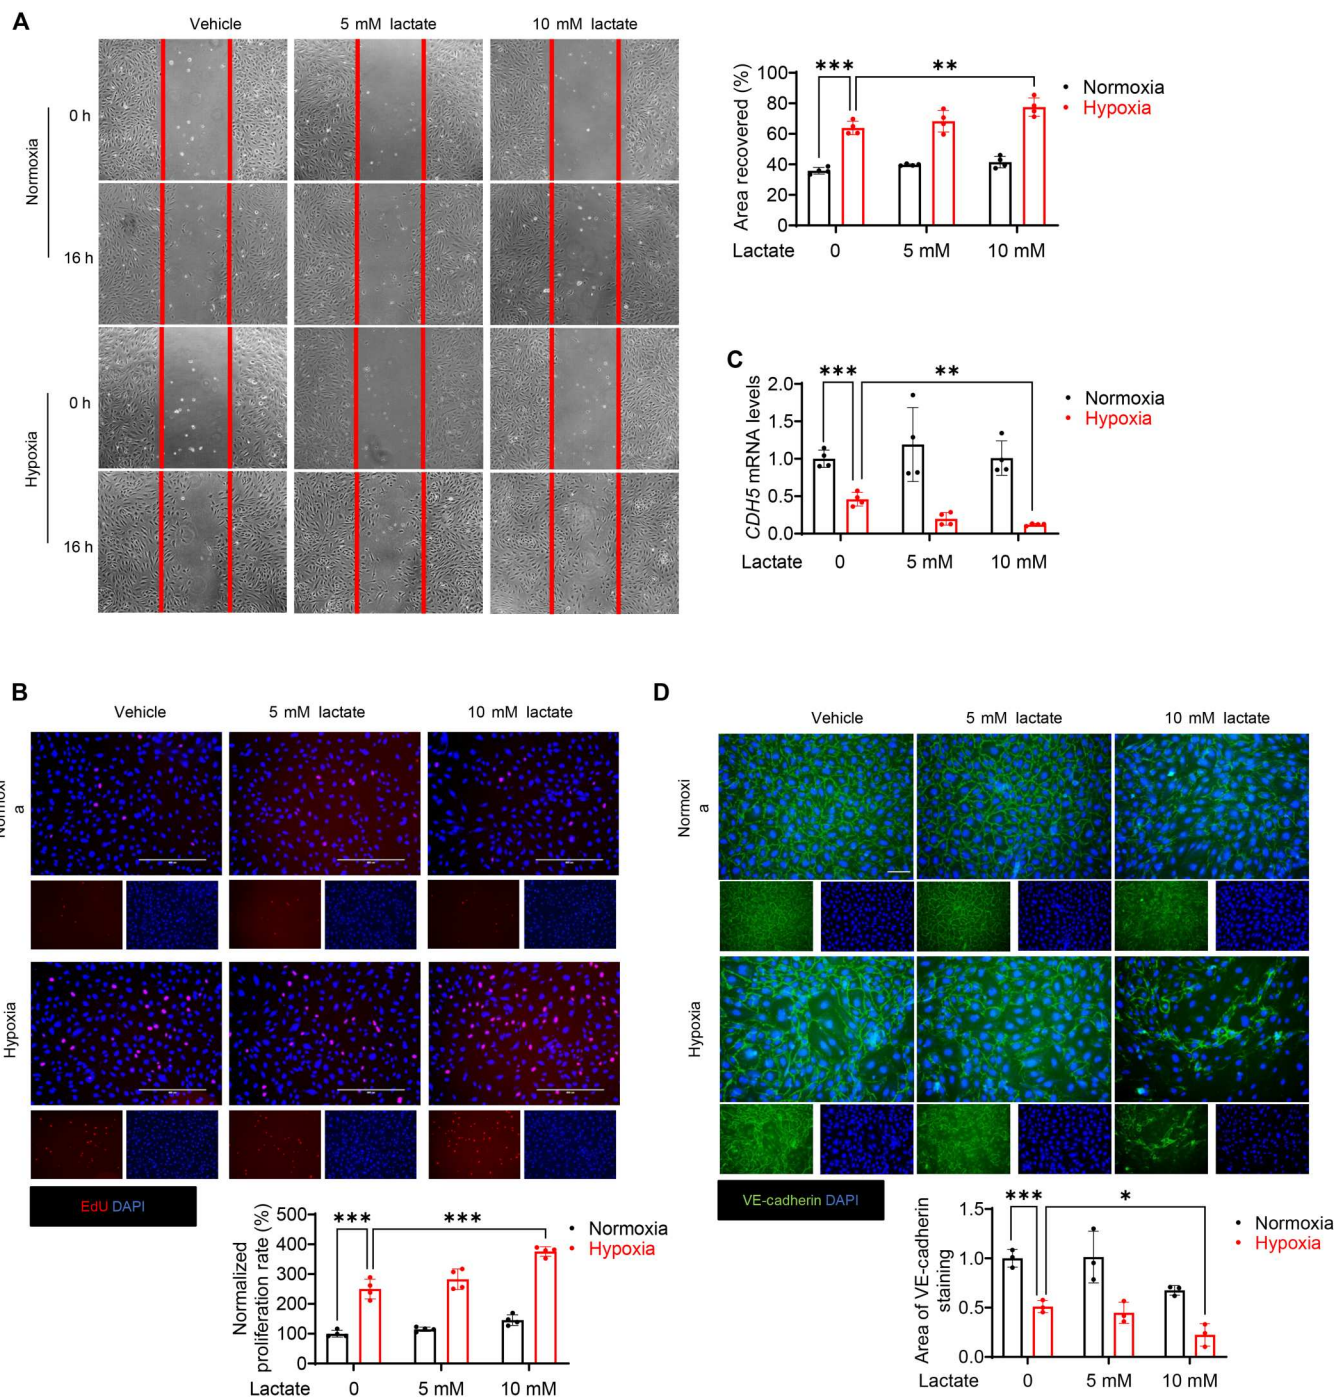 A
Vehicle
5 mM lactate
10 mM lactate
Normoxia
0 h
16 h
Hypoxia
0 h
16 h
Area recovered (%)
100
80
60
40
20
0
***
**
Normoxia
Hypoxia
Lactate
0
5 mM
10 mM
C
CDH5 mRNA levels
2.0
1.5
1.0
0.5
0.0
***
**
Normoxia
Hypoxia
Lactate
0
5 mM
10 mM
B
Vehicle
5 mM lactate
10 mM lactate
Normoxi
a
Hypoxia
EdU DAPI
Normalized
proliferation rate (%)
500
400
300
200
100
0
***
***
Normoxia
Hypoxia
Lactate
0
5 mM
10 mM
D
Vehicle
5 mM lactate
10 mM lactate
Normoxi
a
Hypoxia
VE-cadherin DAPI
Area of VE-cadherin
staining
1.5
1.0
0.5
0.0
***
*
Normoxia
Hypoxia
Lactate
0
5 mM
10 mM